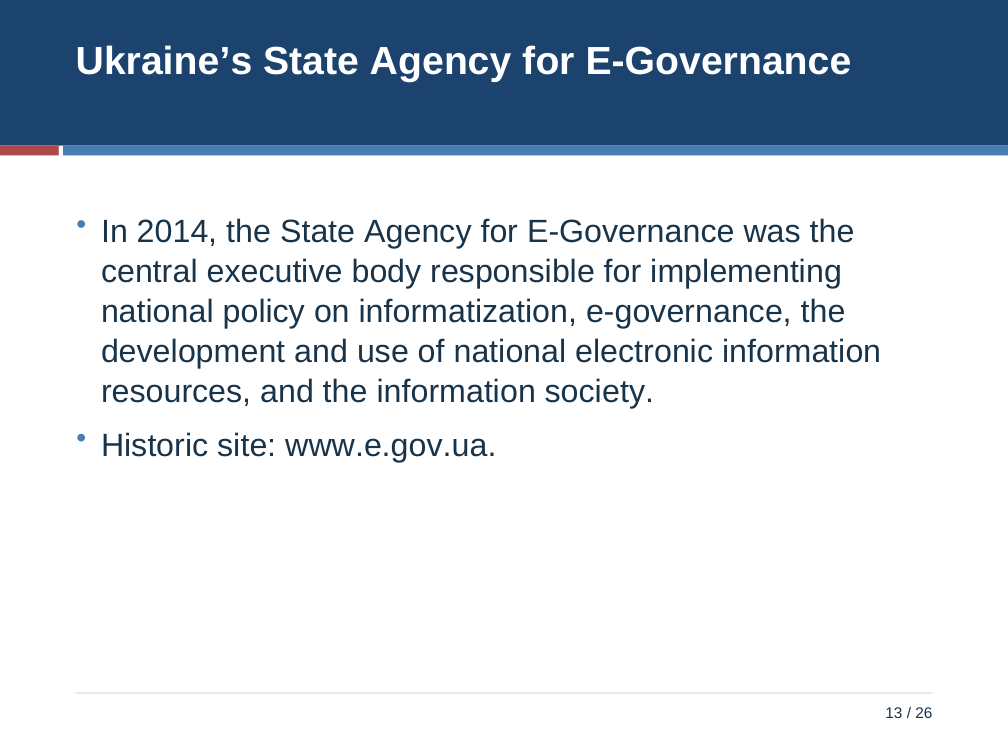 Ukraine’s State Agency for E-Governance
• In 2014, the State Agency for E-Governance was the
central executive body responsible for implementing
national policy on informatization, e-governance, the
development and use of national electronic information
resources, and the information society.
• Historic site: www.e.gov.ua.
13 / 26